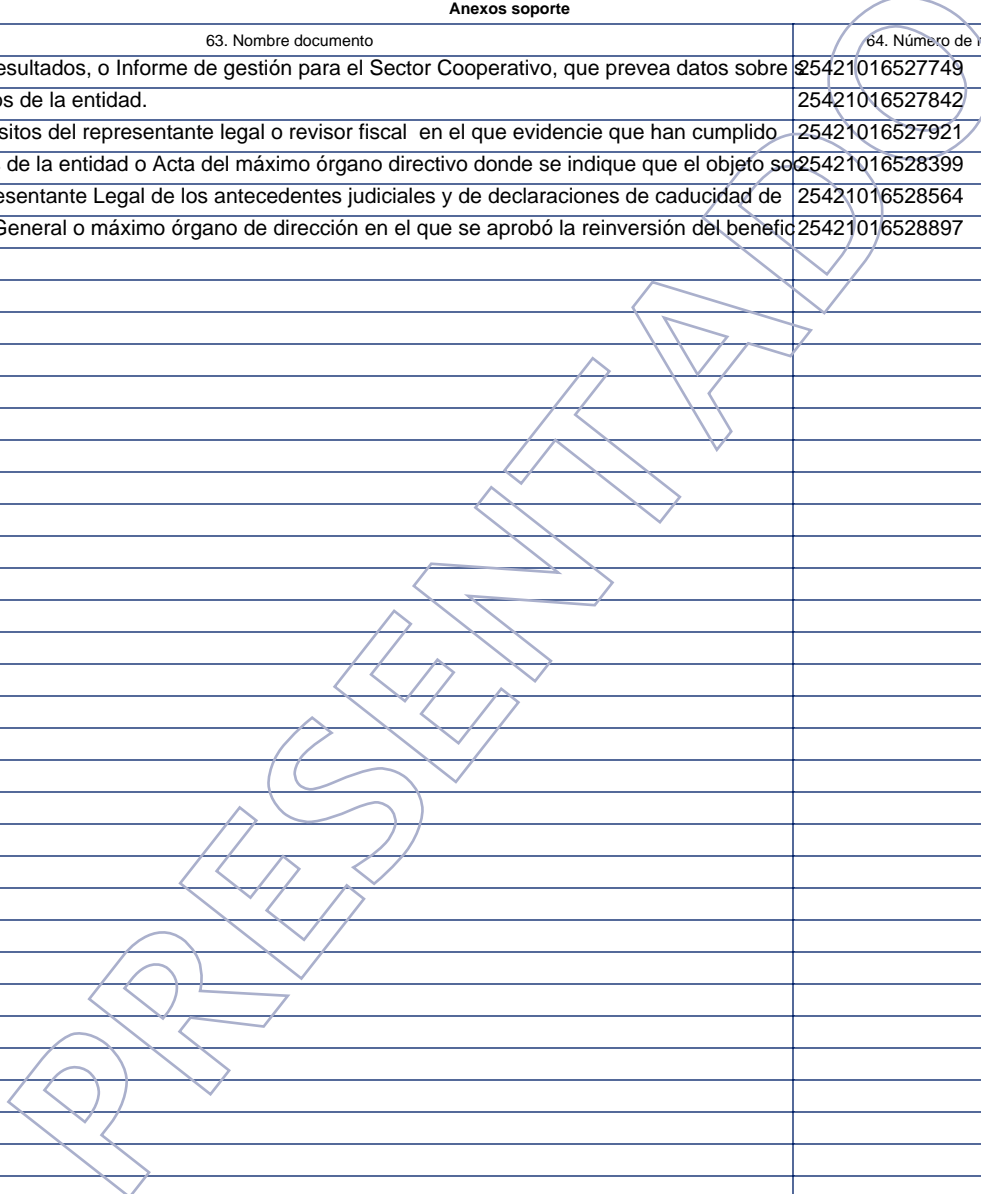 Anexos soporte
63. Nombre documento 64. Número de
esultados, o Informe de gestión para el Sector Cooperativo, que prevea datos sobre s 25421016527749
os de la entidad. 25421016527842
sitos del representante legal o revisor fiscal en el que evidencie que han cumplido 25421016527921
de la entidad o Acta del máximo órgano directivo donde se indique que el objeto soc 25421016528399
esentante Legal de los antecedentes judiciales y de declaraciones de caducidad de 25421016528564
General o máximo órgano de dirección en el que se aprobó la reinversión del benefic 25421016528897
PRESENTADO